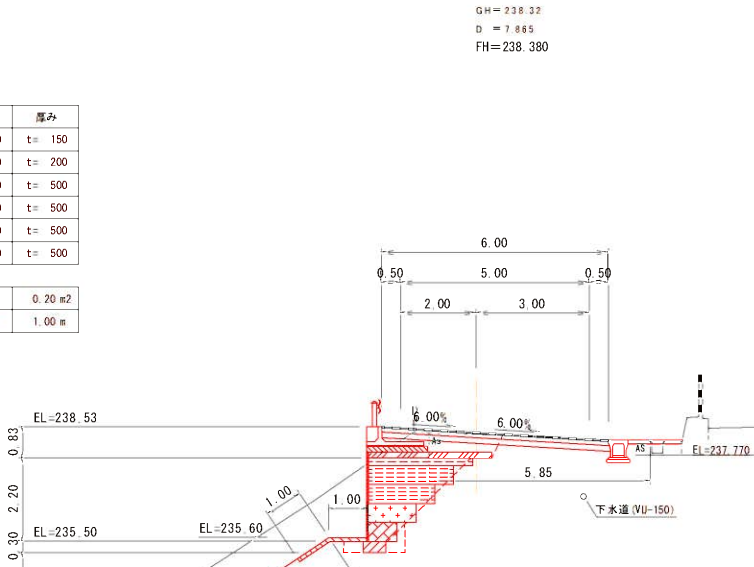 GH= 238.32
D = 7.865
FH=238.380
厚み
t= 150
t= 200
t= 500
t= 500
t= 500
t= 500
0.20 m2
1.00 m
6.00
0.50 5.00 0.50
2.00 3.00
EL=238.53
6.00%
6.00%
As
AS
EL=237.770
0.83
5.85
2.20
1.00
1.00
下水道(VU-150)
EL=235.60
EL=235.50
0.30